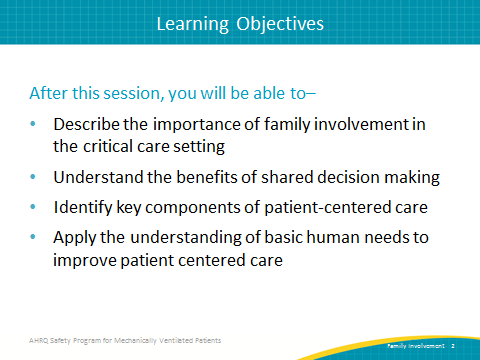 Learning Objectives
After this session, you will be able to–
• Describe the importance of family involvement in
the critical care setting
• Understand the benefits of shared decision making
• Identify key components of patient-centered care
• Apply the understanding of basic human needs to
improve patient centered care
AHRQ Safety Program for Mechanically Ventilated Patients
Family Involvement 2